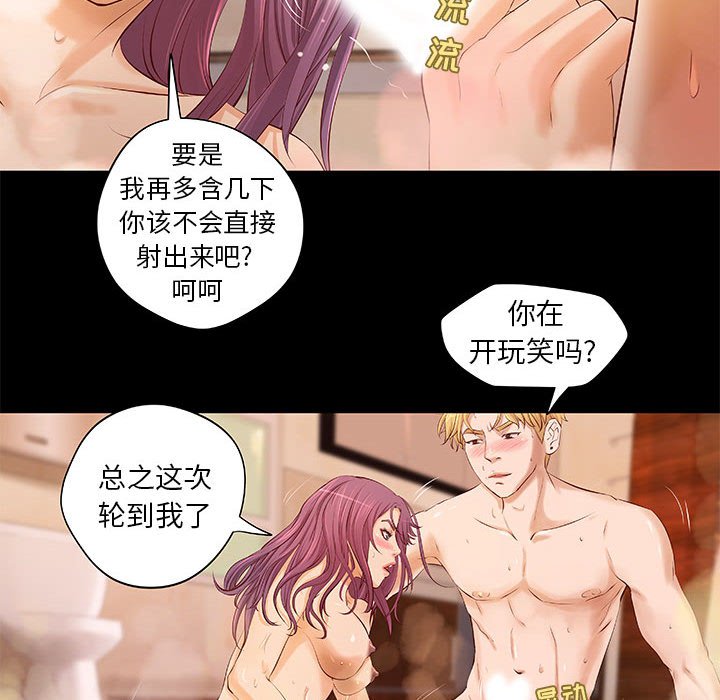 流
流
要是
我再多含几下
你该不会直接
射出来吧?
呵呵
你在
开玩笑吗?
总之这次
轮到我了
晃动